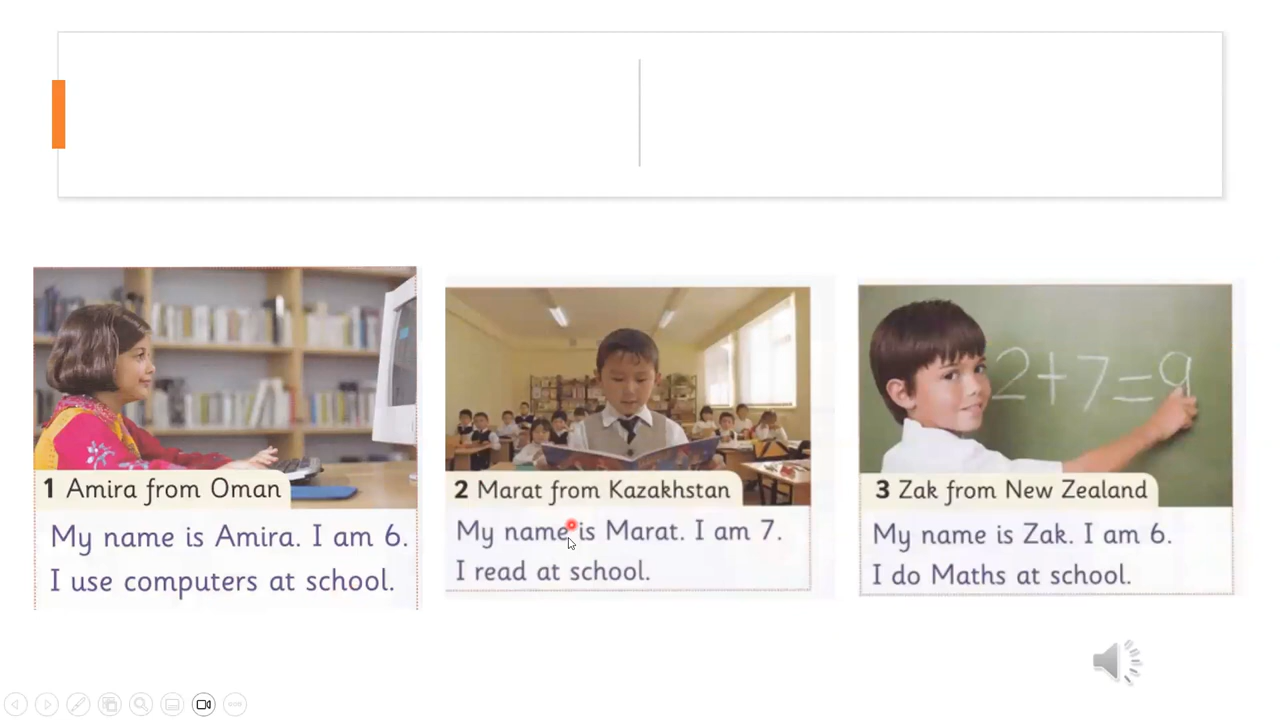 1 Amira from Oman
My name is Amira. I am 6.
I use computers at school.
2 Marat from Kazakhstan
My name is Marat. I am 7.
I read at school.
2+7=9
3 Zak from New Zealand
My name is Zak. I am 6.
I do Maths at school.